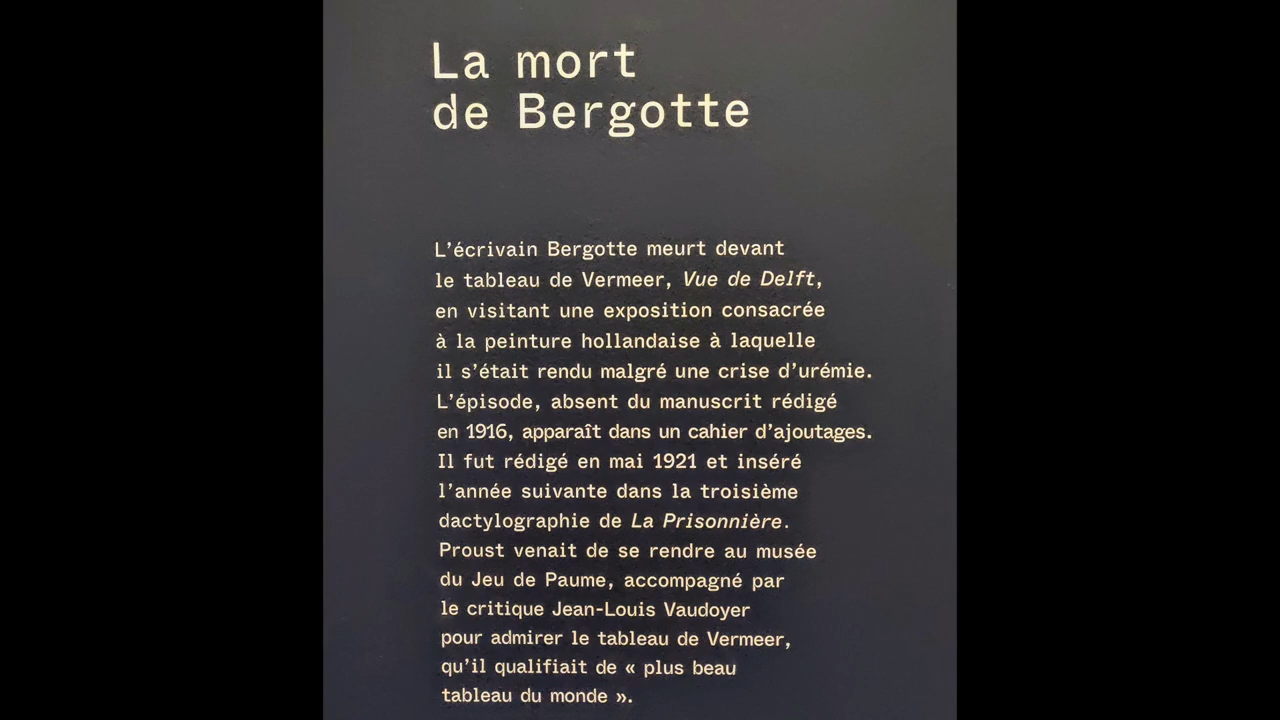 La mort
de Bergotte
L’écrivain Bergotte meurt devant
le tableau de Vermeer, Vue de Delft,
en visitant une exposition consacrée
à la peinture hollandaise à laquelle
il s’était rendu malgré une crise d’urémie.
L’épisode, absent du manuscrit rédigé
en 1916, apparaît dans un cahier d’ajoutages.
Il fut rédigé en mai 1921 et inséré
l’année suivante dans la troisième
dactylographie de La Prisonnière.
Proust venait de se rendre au musée
du Jeu de Paume, accompagné par
le critique Jean-Louis Vaudoyer
pour admirer le tableau de Vermeer,
qu’il qualifiait de « plus beau
tableau du monde ».